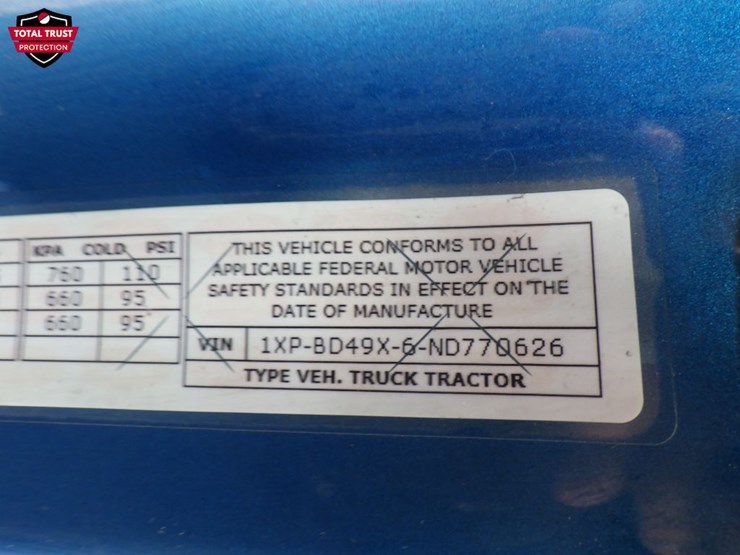 TOTAL TRUST
PROTECTION
KPA COLD PSI
760 110
660 95
660 95
THIS VEHICLE CONFORMS TO ALL
APPLICABLE FEDERAL MOTOR VEHICLE
SAFETY STANDARDS IN EFFECT ON THE
DATE OF MANUFACTURE
VIN 1XP-BD49X-6-ND770626
TYPE VEH. TRUCK TRACTOR